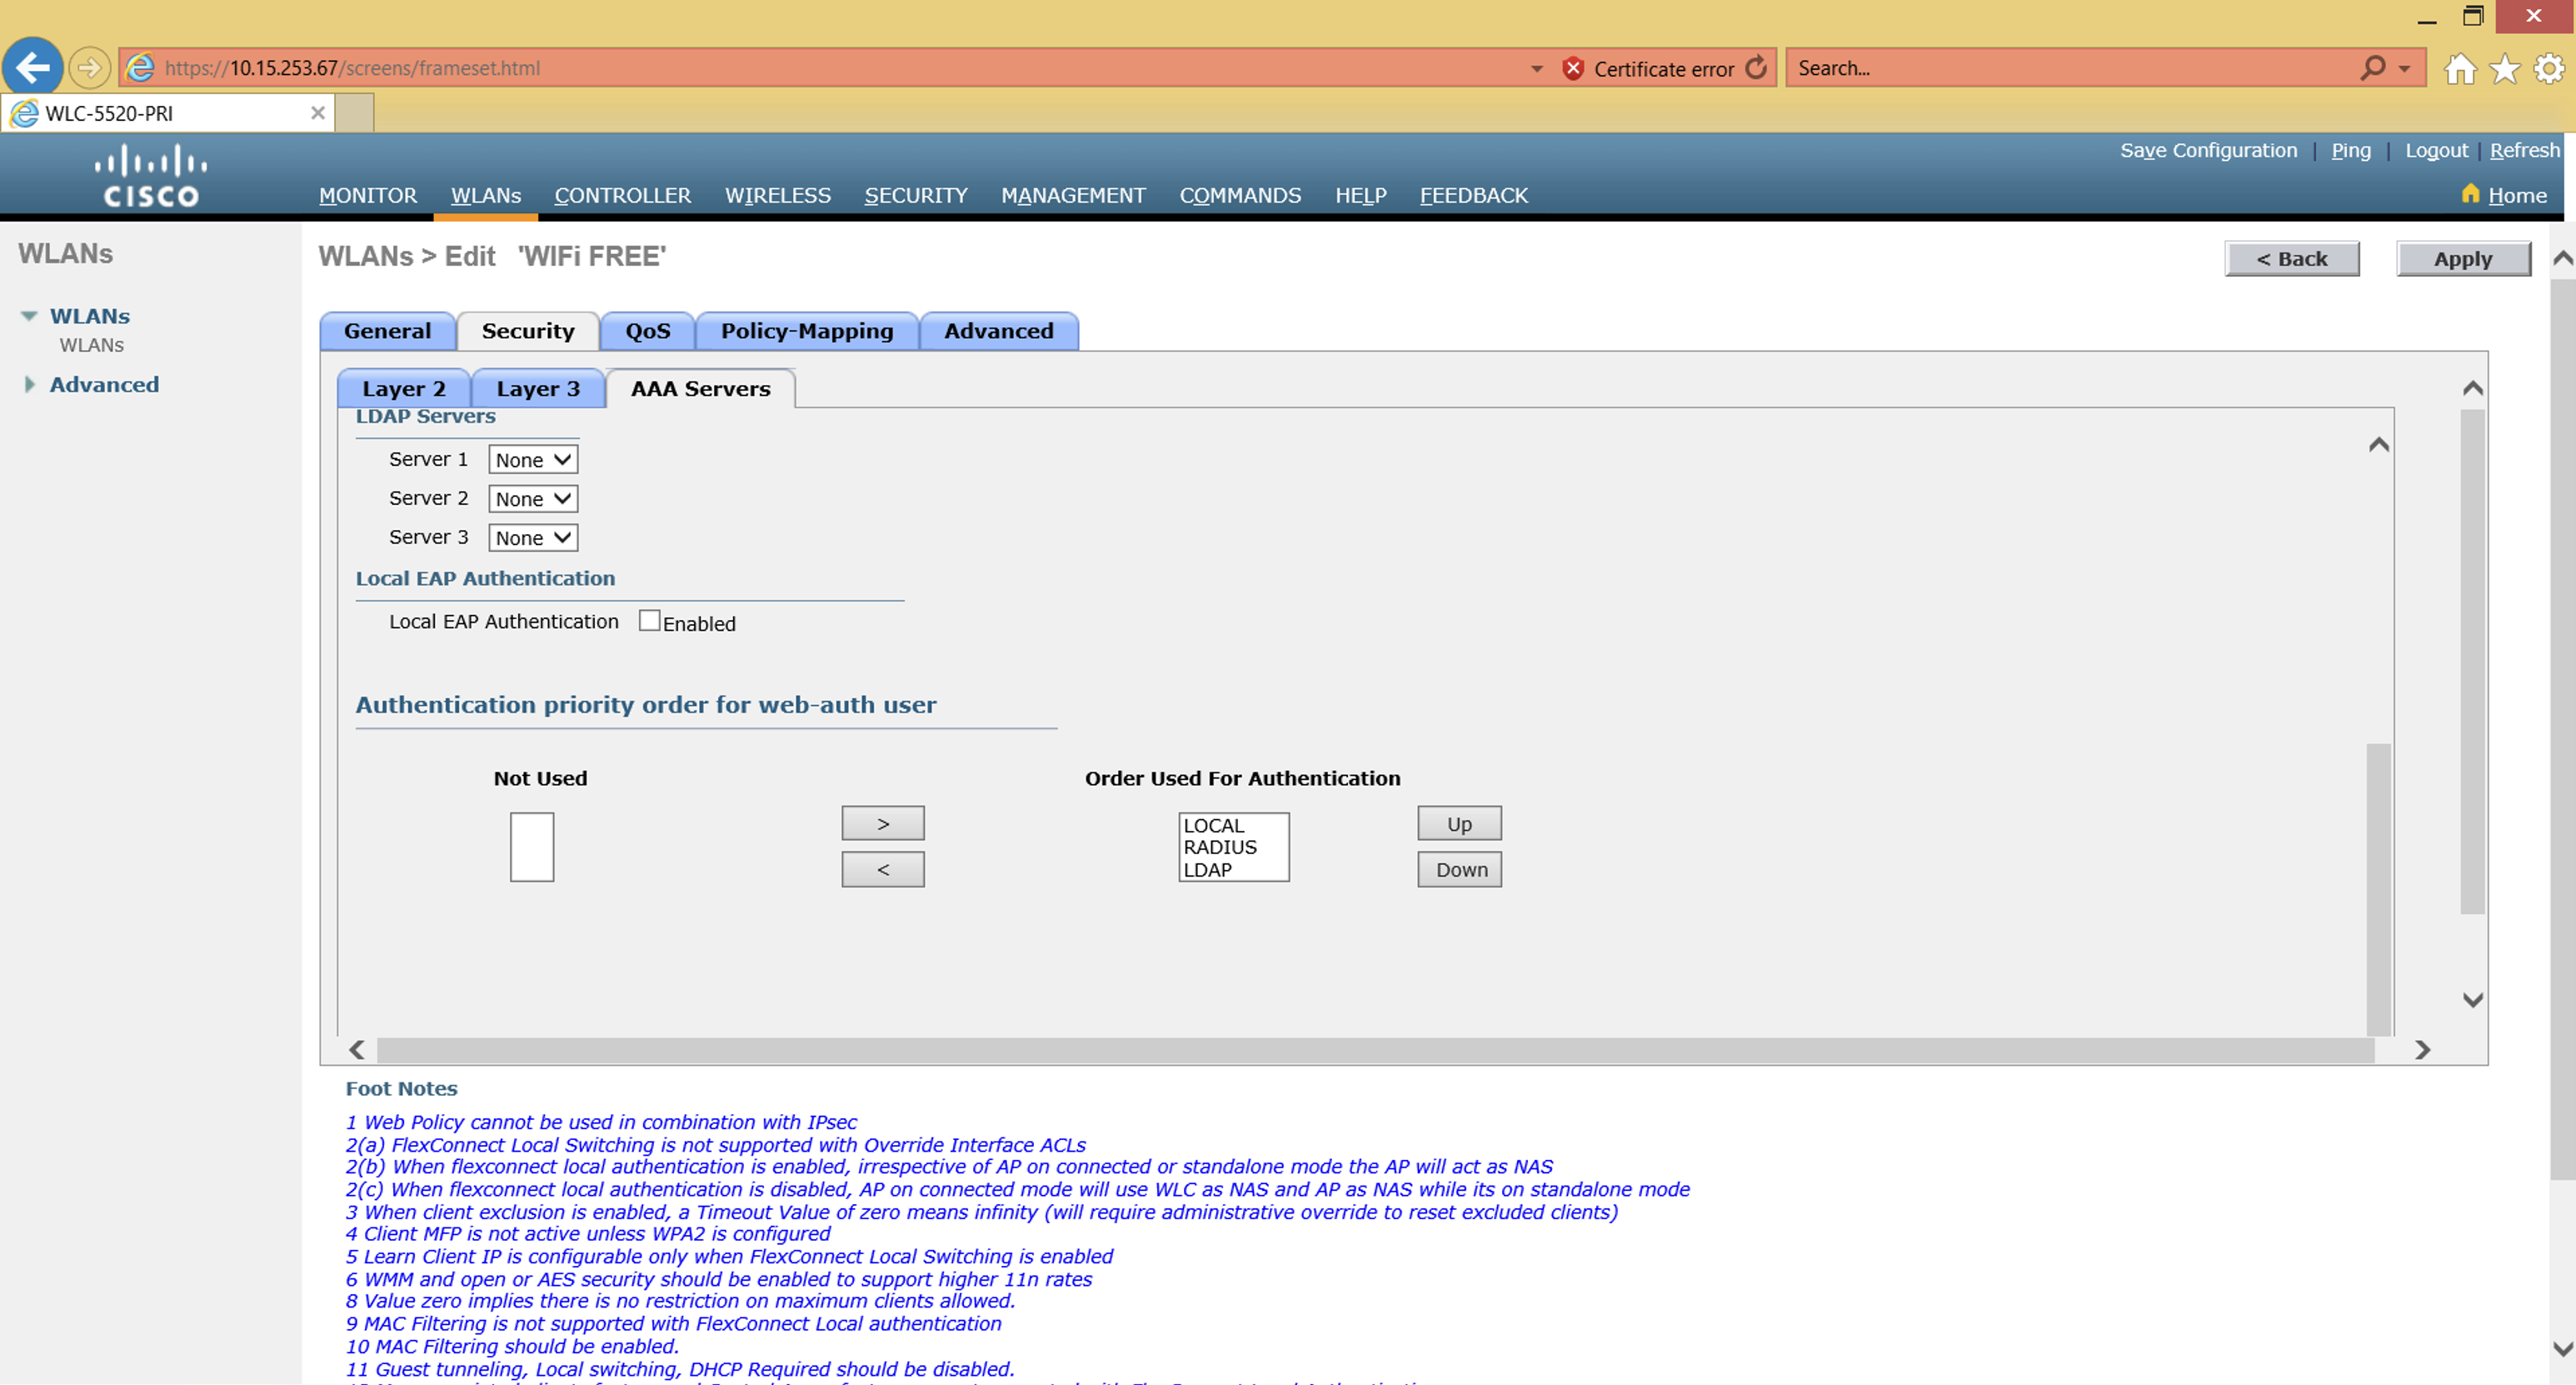 https://10.15.253.67/screens/frameset.html
Certificate error
Search...
WLC-5520-PRI
Save Configuration | Ping | Logout | Refresh
CISCO
MONITOR WLANs CONTROLLER WIRELESS SECURITY MANAGEMENT COMMANDS HELP FEEDBACK
Home
WLANs
WLANs
WLANs
Advanced
WLANs > Edit 'WIFi FREE'
< Back
Apply
General Security QoS Policy-Mapping Advanced
Layer 2 Layer 3 AAA Servers
LDAP Servers
Server 1 None
Server 2 None
Server 3 None
Local EAP Authentication
Local EAP Authentication Enabled
Authentication priority order for web-auth user
Not Used
Order Used For Authentication
>
<
LOCAL
RADIUS
LDAP
Up
Down
Foot Notes
1 Web Policy cannot be used in combination with IPsec
2(a) FlexConnect Local Switching is not supported with Override Interface ACLs
2(b) When flexconnect local authentication is enabled, irrespective of AP on connected or standalone mode the AP will act as NAS
2(c) When flexconnect local authentication is disabled, AP on connected mode will use WLC as NAS and AP as NAS while its on standalone mode
3 When client exclusion is enabled, a Timeout Value of zero means infinity (will require administrative override to reset excluded clients)
4 Client MFP is not active unless WPA2 is configured
5 Learn Client IP is configurable only when FlexConnect Local Switching is enabled
6 WMM and open or AES security should be enabled to support higher 11n rates
8 Value zero implies there is no restriction on maximum clients allowed.
9 MAC Filtering is not supported with FlexConnect Local authentication
10 MAC Filtering should be enabled.
11 Guest tunneling, Local switching, DHCP Required should be disabled.